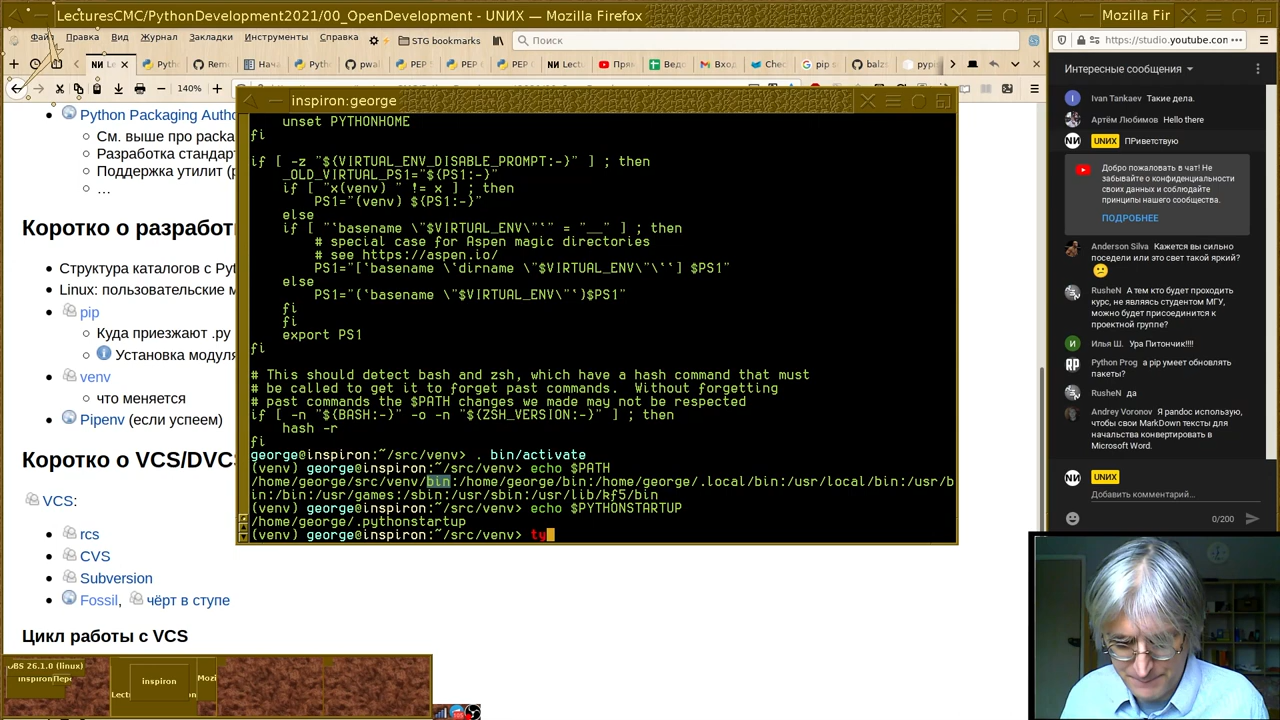 LecturesCMC/PythonDevelopment2021/00_OpenDevelopment - UNИX — Mozilla Firefox
Mozilla Fir
Файл Правка Вид Журнал Закладки Инструменты Справка
STG bookmarks
Поиск
https://studio.youtube.con
140%
Интересные сообщения
inspiron:george
unset PYTHONHOME
fi
if [ -z "${VIRTUAL_ENV_DISABLE_PROMPT:-}" ] ; then
_OLD_VIRTUAL_PS1="${PS1:-}"
if [ "x(venv) " != x ] ; then
PS1="(venv) ${PS1:-}"
else
if [ "`basename \"$VIRTUAL_ENV\"`" = "__" ] ; then
# special case for Aspen magic directories
# see https://aspen.io/
PS1="[`basename \`dirname \"$VIRTUAL_ENV\"\``] $PS1"
else
PS1="(`basename \"$VIRTUAL_ENV\"`)$PS1"
fi
fi
export PS1
fi
# This should detect bash and zsh, which have a hash command that must
# be called to get it to forget past commands.  Without forgetting
# past commands the $PATH changes we made may not be respected
if [ -n "${BASH:-}" -o -n "${ZSH_VERSION:-}" ] ; then
hash -r
fi
george@inspiron:~/src/venv> . bin/activate
(venv) george@inspiron:~/src/venv> echo $PATH
/home/george/src/venv/bin:/home/george/bin:/home/george/.local/bin:/usr/local/bin:/usr/b
in:/bin:/usr/games:/sbin:/usr/sbin:/usr/lib/kf5/bin
(venv) george@inspiron:~/src/venv> echo $PYTHONSTARTUP
/home/george/.pythonstartup
(venv) george@inspiron:~/src/venv> ty
Python Packaging Autho
См. выше про packa
Разработка стандарт
Поддержка утилит (p
…
Коротко о разработ
Структура каталогов с Pyt
Linux: пользовательские м
pip
Куда приезжают .py
Установка модуля
venv
что меняется
Pipenv (если успеем)
Коротко о VCS/DVCS
VCS:
rcs
CVS
Subversion
Fossil, чёрт в ступе
Цикл работы с VCS
Ivan Tankaev Такие дела.
Артём Любимов Hello there
UNИX ПРиветствую
Добро пожаловать в чат! Не
забывайте о конфиденциальности
своих данных и соблюдайте
принципы нашего сообщества.
ПОДРОБНЕЕ
Anderson Silva Кажется вы сильно
поседели или это свет такой яркий?
RusheN А тем кто будет проходить
курс, не являясь студентом МГУ,
можно будет присоединится к
проектной группе?
Илья Ш. Ура Питончик!!!!
Python Prog a pip умеет обновлять
пакеты?
RusheN да
Andrey Voronov Я pandoc использую,
чтобы свои MarkDown тексты для
начальства конвертировать в
Microsoft Word.
UNИX
Добавить комментарий...
0/200
OBS 26.1.0 (linux)
inspiron